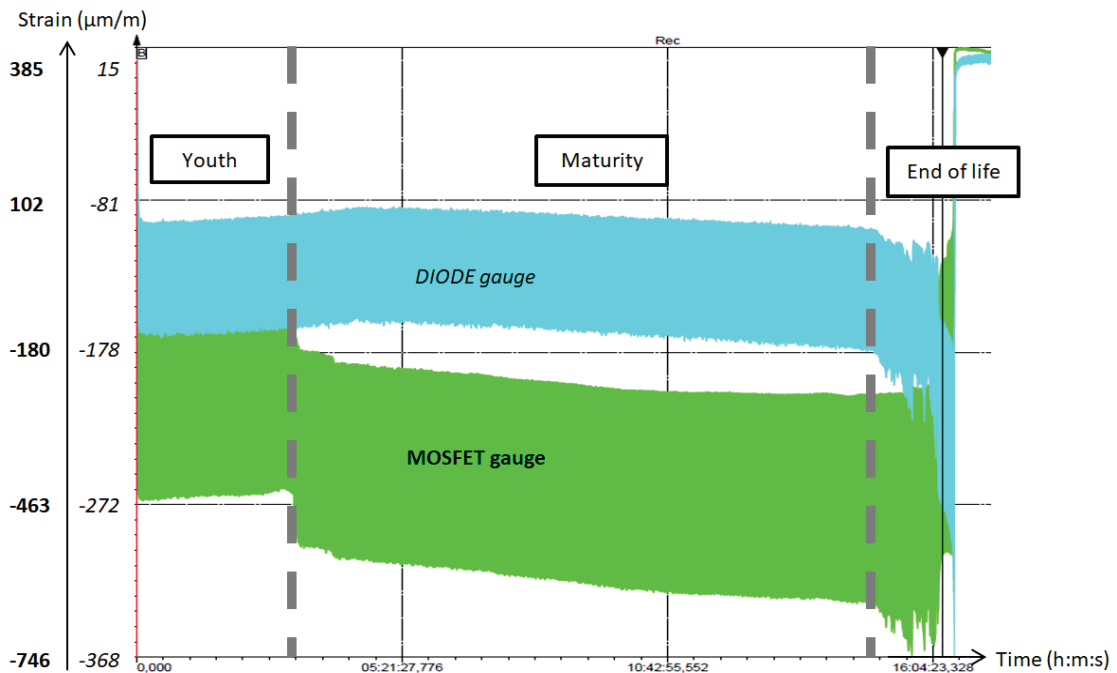 Strain (µm/m)
Rec
385 15
Youth
Maturity
End of life
102 -81
DIODE gauge
-180 -178
MOSFET gauge
-463 -272
-746 -368
0,000 05:21:27,776 10:42:55,552 16:04:23,328
Time (h:m:s)